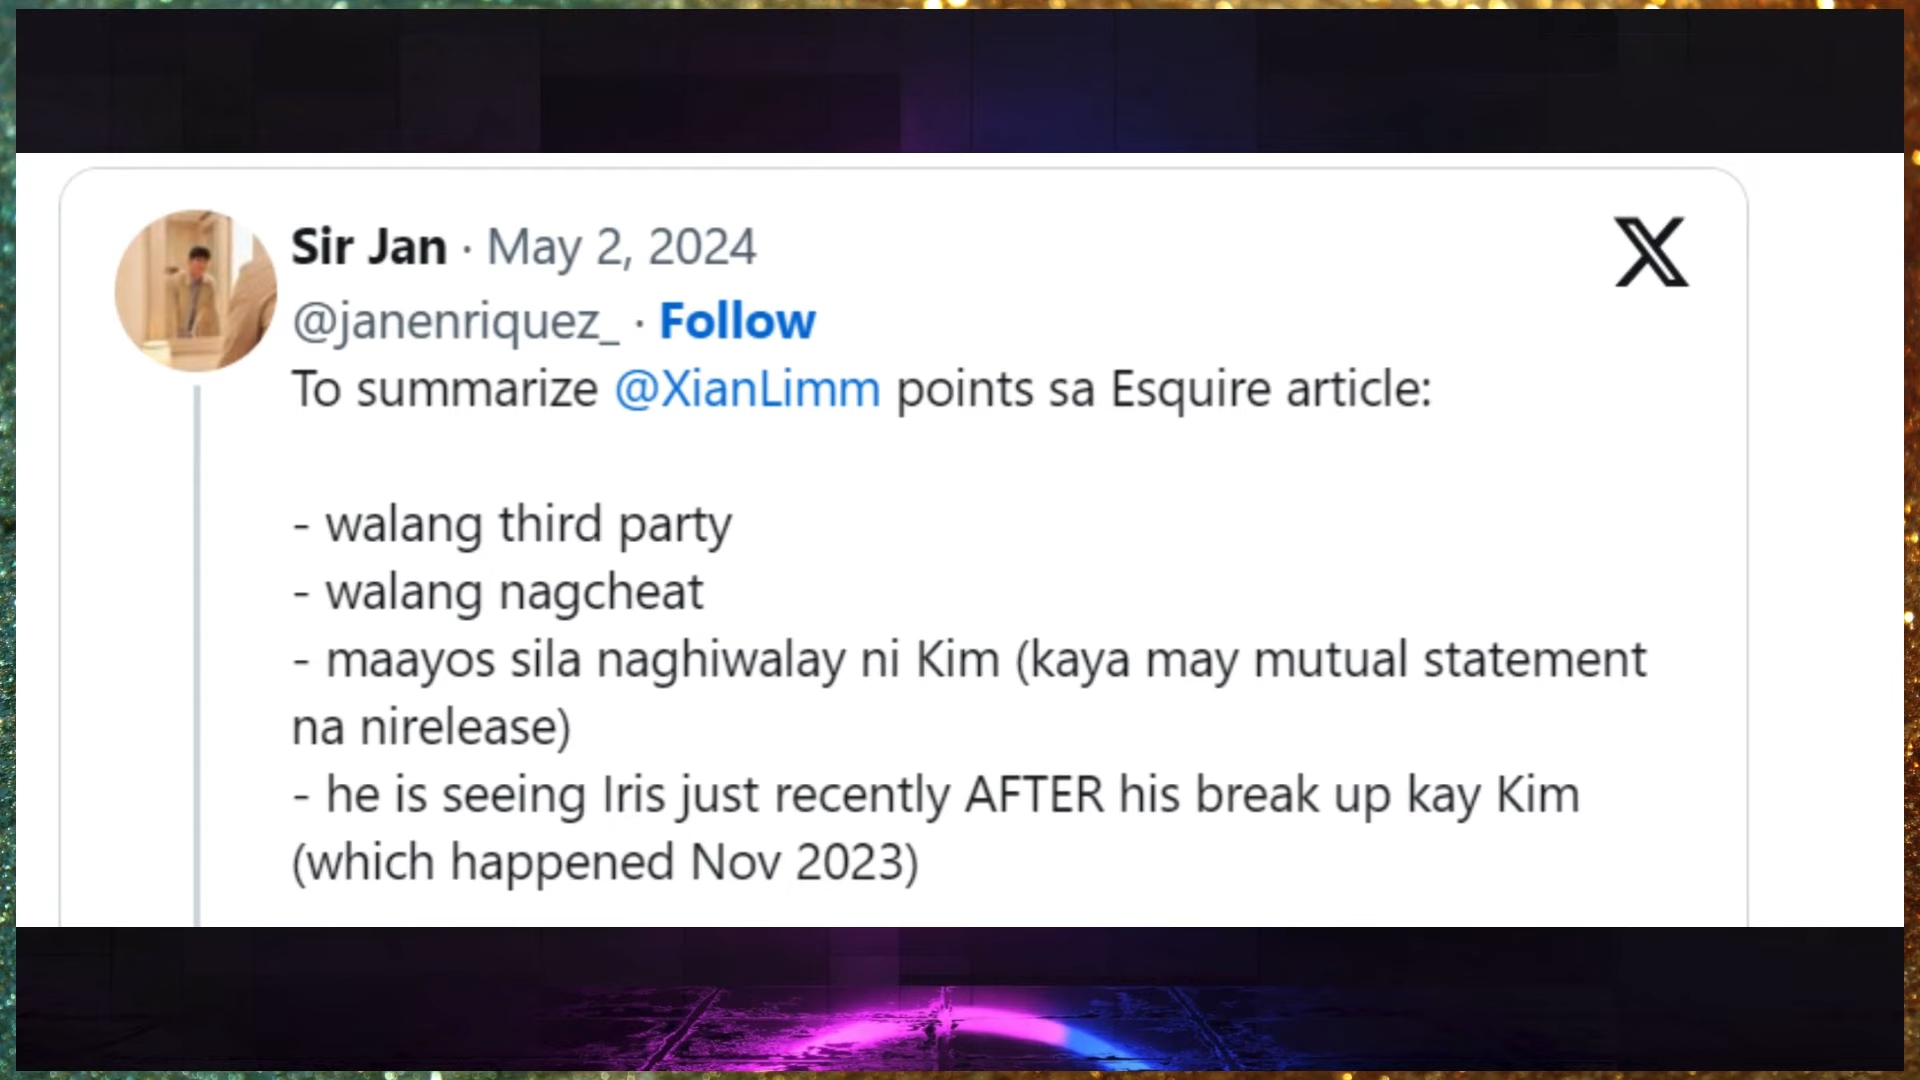 Sir Jan · May 2, 2024
@janenriquez_ · Follow
To summarize @XianLimm points sa Esquire article:
- walang third party
- walang nagcheat
- maayos sila naghiwalay ni Kim (kaya may mutual statement
na nirelease)
- he is seeing Iris just recently AFTER his break up kay Kim
(which happened Nov 2023)